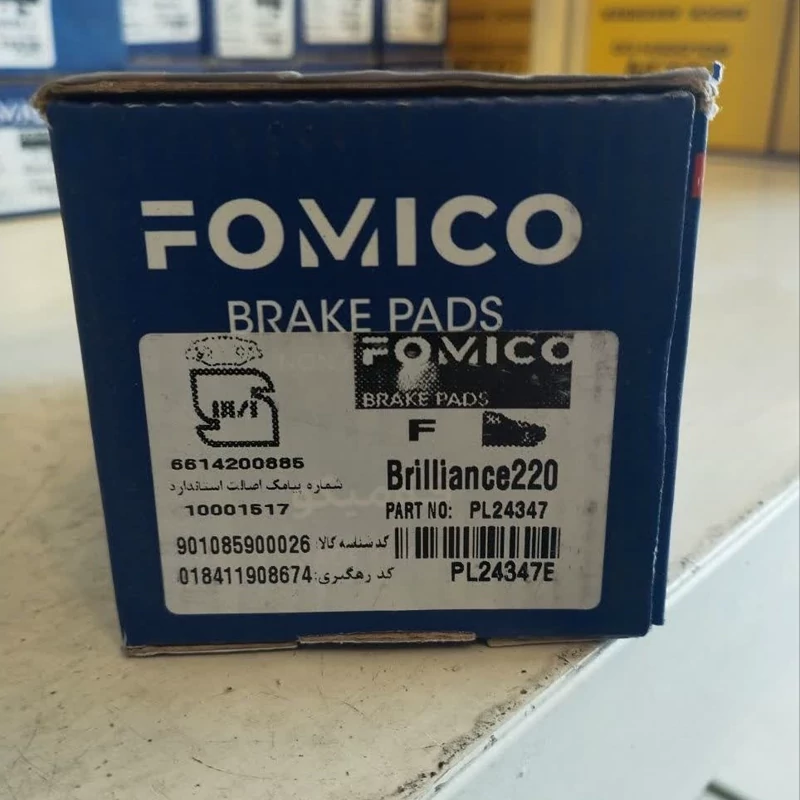 FOMICO
BRAKE PADS
FOMICO
BRAKE PADS
F
6614200885
شماره پیامک اصالت استاندارد
10001517
Brilliance220
PART NO: PL24347
901085900026 :کد شناسه کالا
018411908674 :کد رهگیری
PL24347E